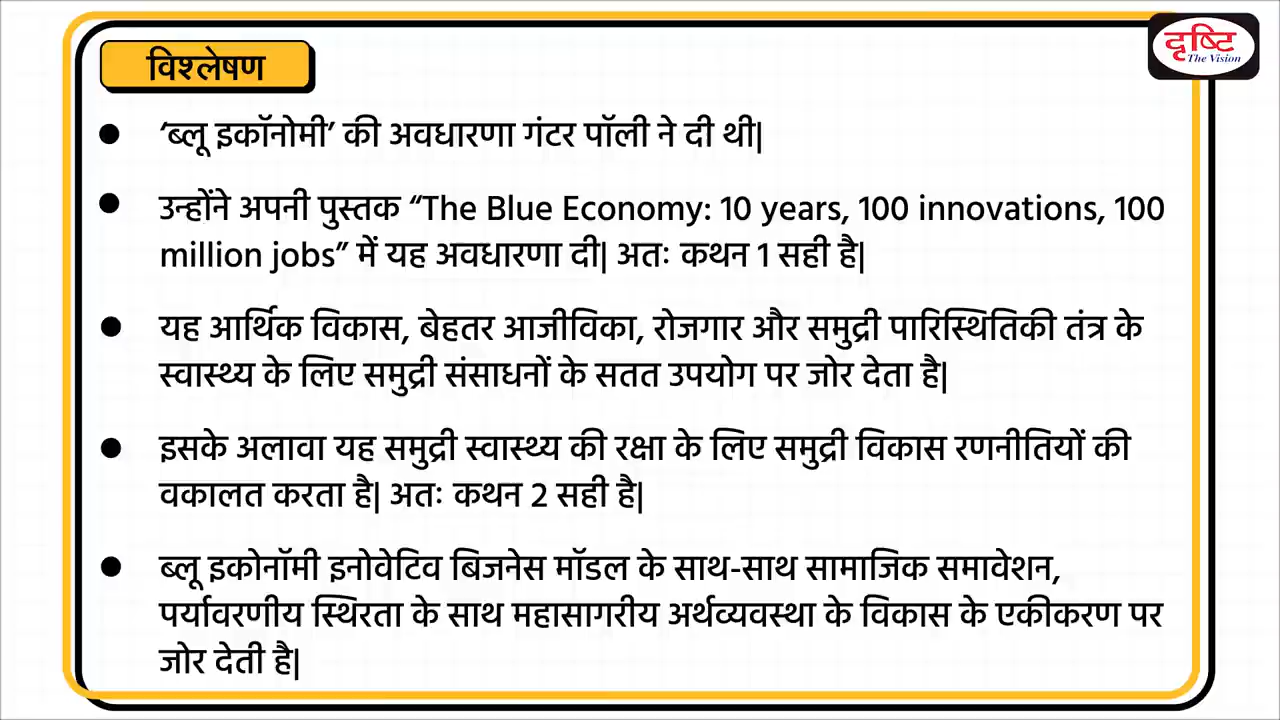 विश्लेषण
दृष्टि
The Vision
● ‘ब्लू इकॉनोमी’ की अवधारणा गंटर पॉली ने दी थी|
● उन्होंने अपनी पुस्तक “The Blue Economy: 10 years, 100 innovations, 100
million jobs” में यह अवधारणा दी| अतः कथन 1 सही है|
● यह आर्थिक विकास, बेहतर आजीविका, रोजगार और समुद्री पारिस्थितिकी तंत्र के
स्वास्थ्य के लिए समुद्री संसाधनों के सतत उपयोग पर जोर देता है|
● इसके अलावा यह समुद्री स्वास्थ्य की रक्षा के लिए समुद्री विकास रणनीतियों की
वकालत करता है| अतः कथन 2 सही है|
● ब्लू इकोनॉमी इनोवेटिव बिजनेस मॉडल के साथ-साथ सामाजिक समावेशन,
पर्यावरणीय स्थिरता के साथ महासागरीय अर्थव्यवस्था के विकास के एकीकरण पर
जोर देती है|